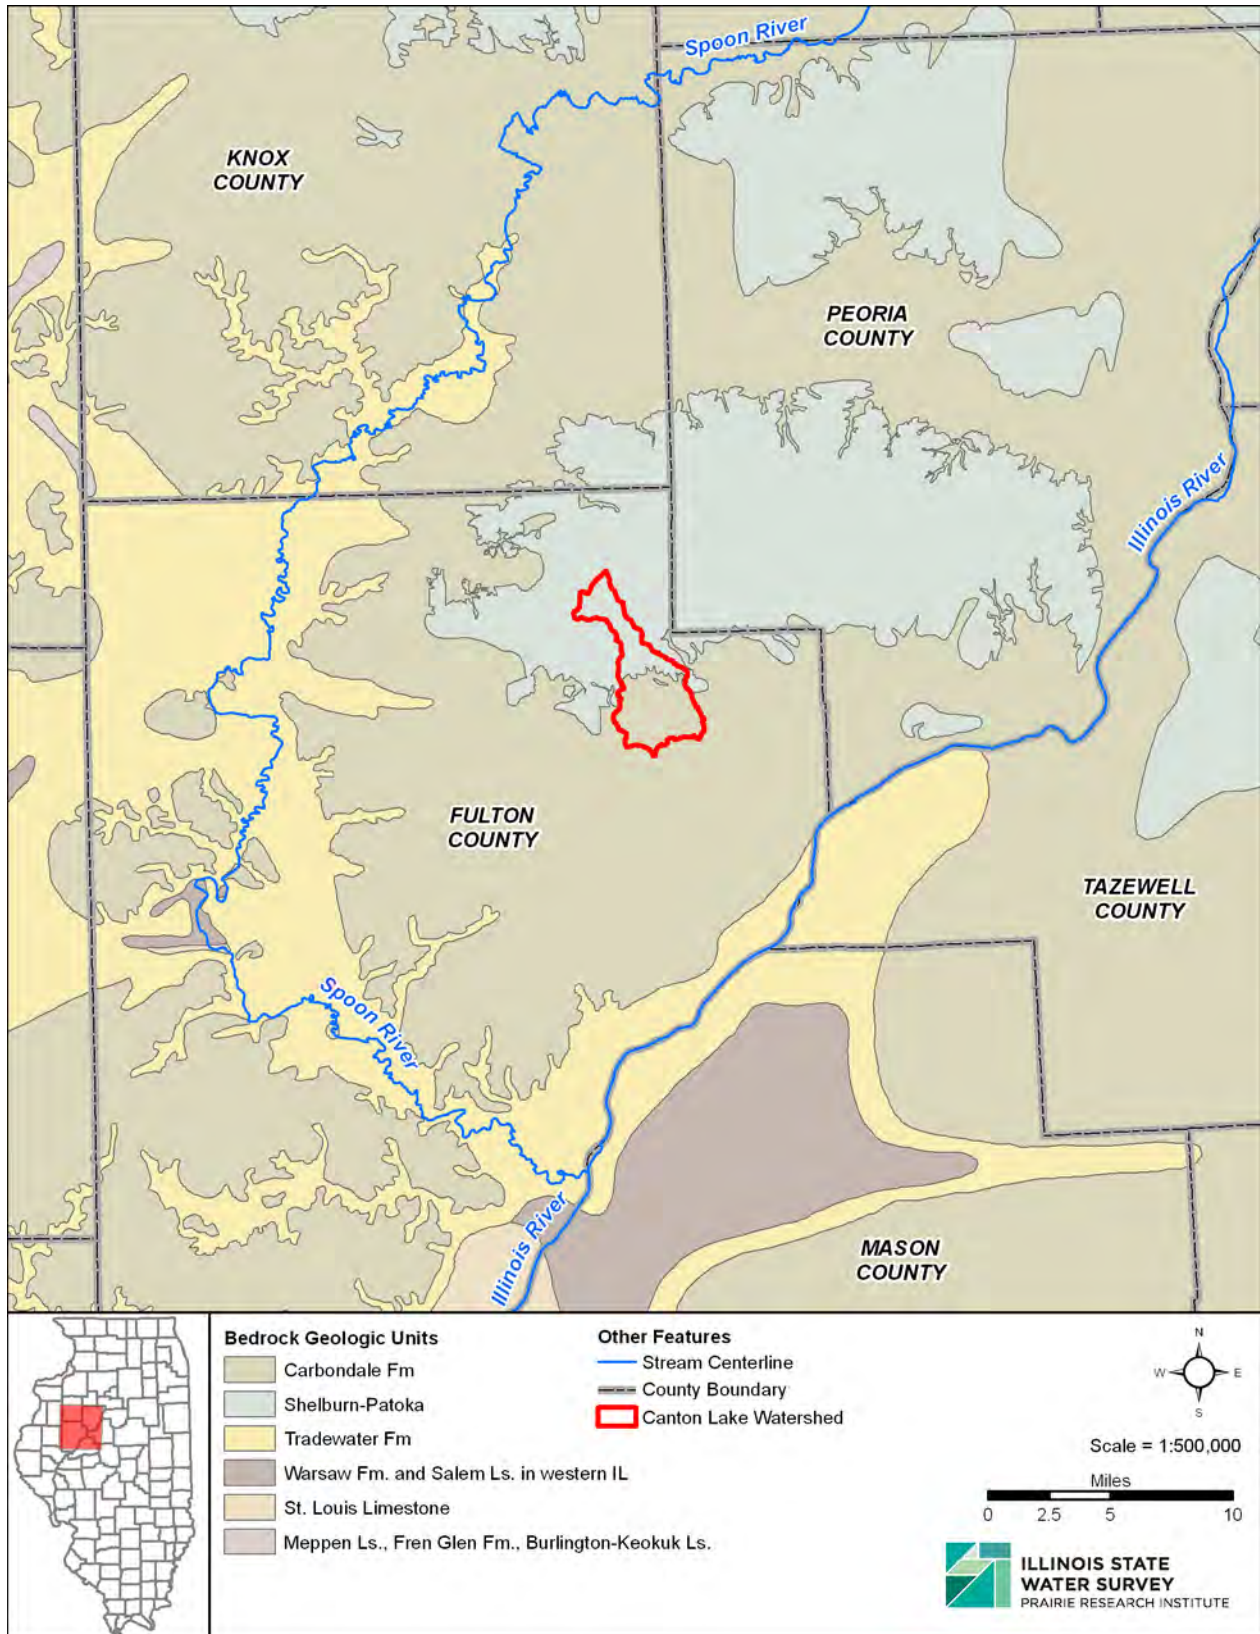 Spoon River
KNOX
COUNTY
PEORIA
COUNTY
Illinois River
FULTON
COUNTY
TAZEWELL
COUNTY
Spoon River
Illinois River
MASON
COUNTY
Bedrock Geologic Units
Carbondale Fm
Shelburn-Patoka
Tradewater Fm
Warsaw Fm. and Salem Ls. in western IL
St. Louis Limestone
Meppen Ls., Fren Glen Fm., Burlington-Keokuk Ls.
Other Features
Stream Centerline
County Boundary
Canton Lake Watershed
N
W E
S
Scale = 1:500,000
Miles
0 2.5 5 10
ILLINOIS STATE
WATER SURVEY
PRAIRIE RESEARCH INSTITUTE